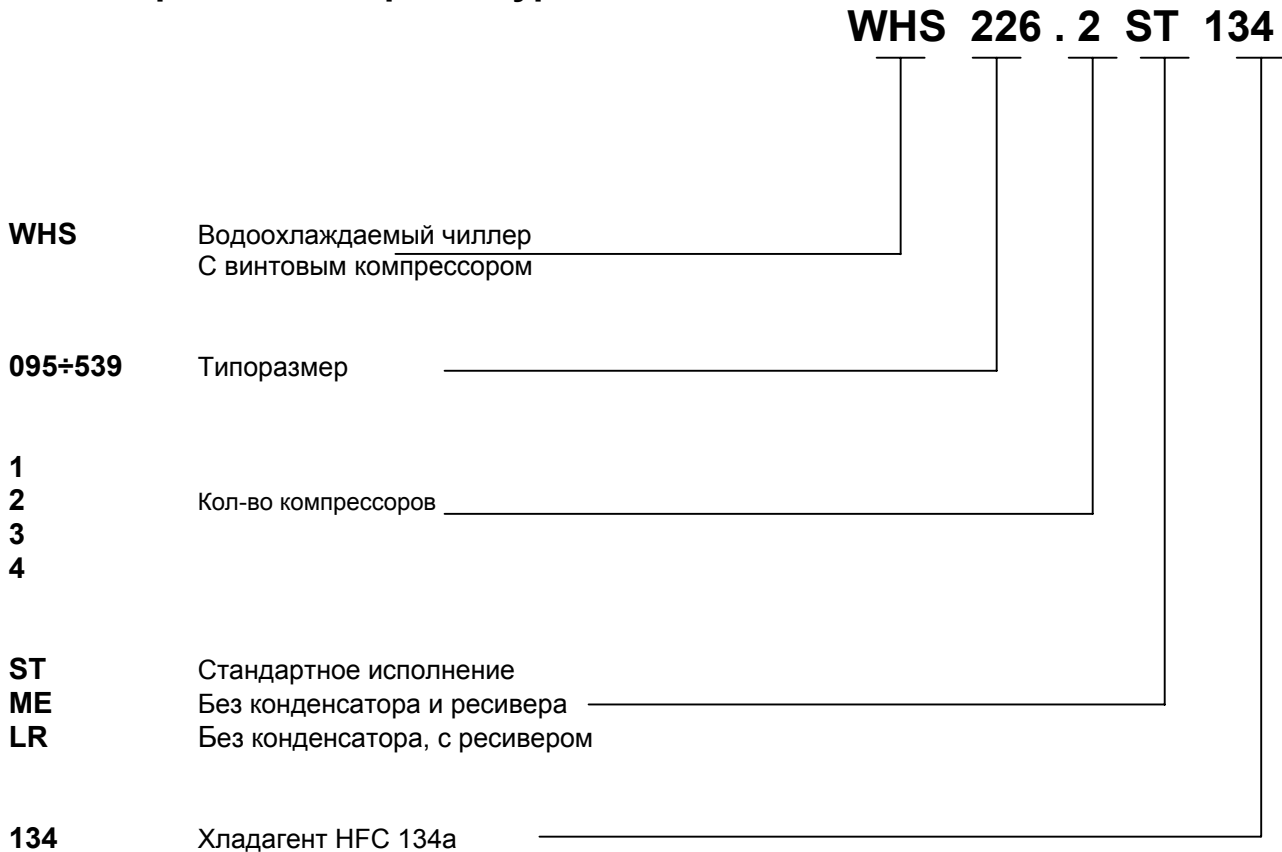 WHS 226 . 2 ST 134
WHS Водоохлаждаемый чиллер
С винтовым компрессором
095÷539 Типоразмер
1
2 Кол-во компрессоров
3
4
ST Стандартное исполнение
ME Без конденсатора и ресивера
LR Без конденсатора, с ресивером
134 Хладагент HFC 134a